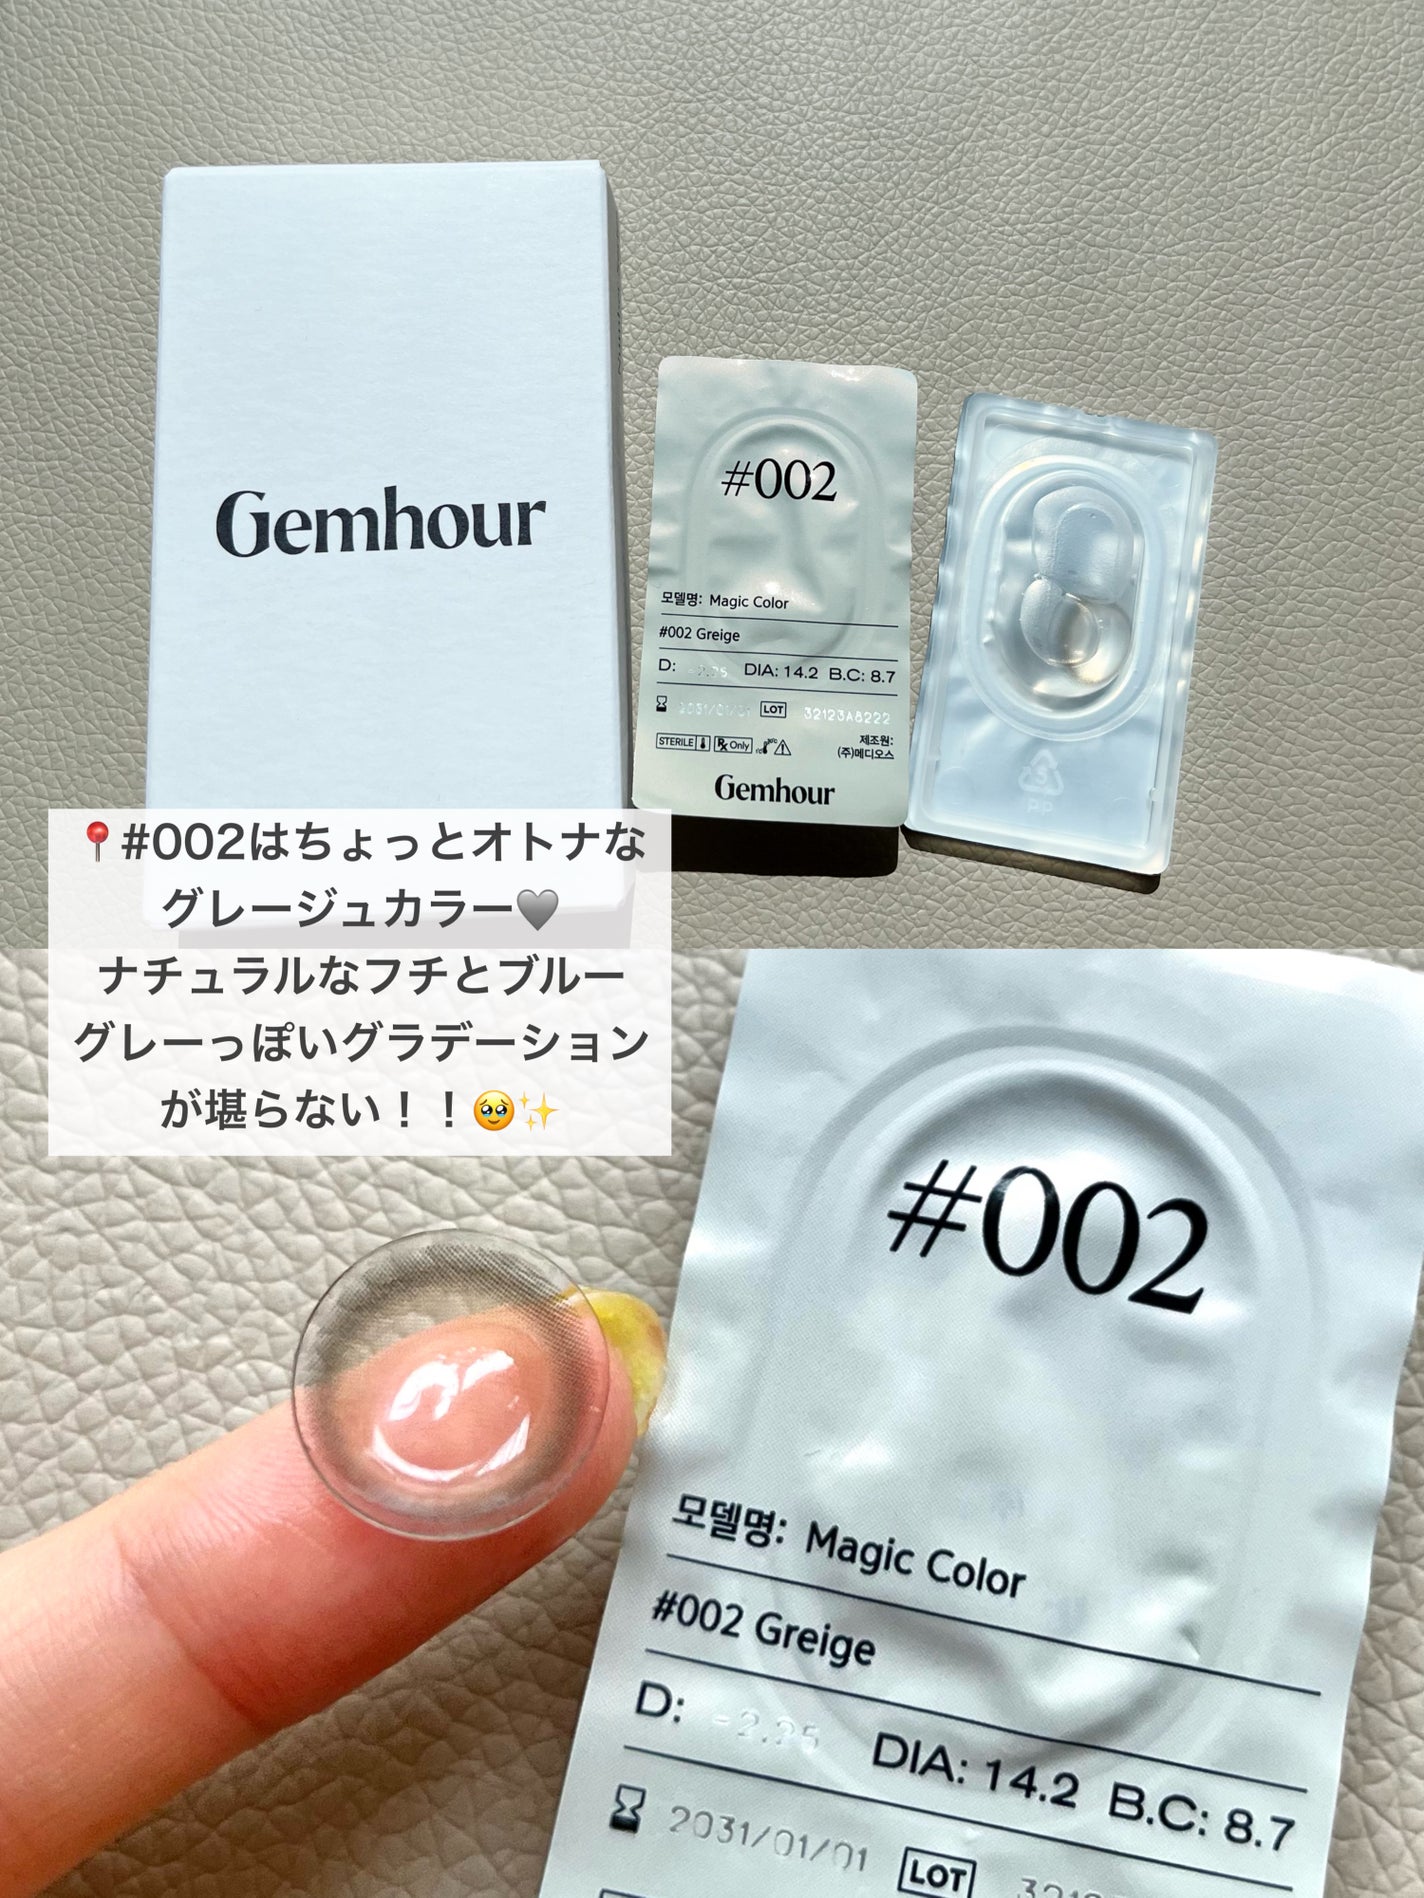 Gemhour
#002
모델명: Magic Color
#002 Greige
D: -2.25 DIA: 14.2 B.C: 8.7
2031/01/01 LOT 32123A8222
STERILE Rx Only
제조원:
(주)메디오스
Gemhour
PP
📍#002はちょっとオトナな
グレージュカラー🩶
ナチュラルなフチとブルー
グレーっぽいグラデーション
が堪らない！！🥹✨
#002
모델명: Magic Color
#002 Greige
D: -2.25 DIA: 14.2 B.C: 8.7
2031/01/01 LOT